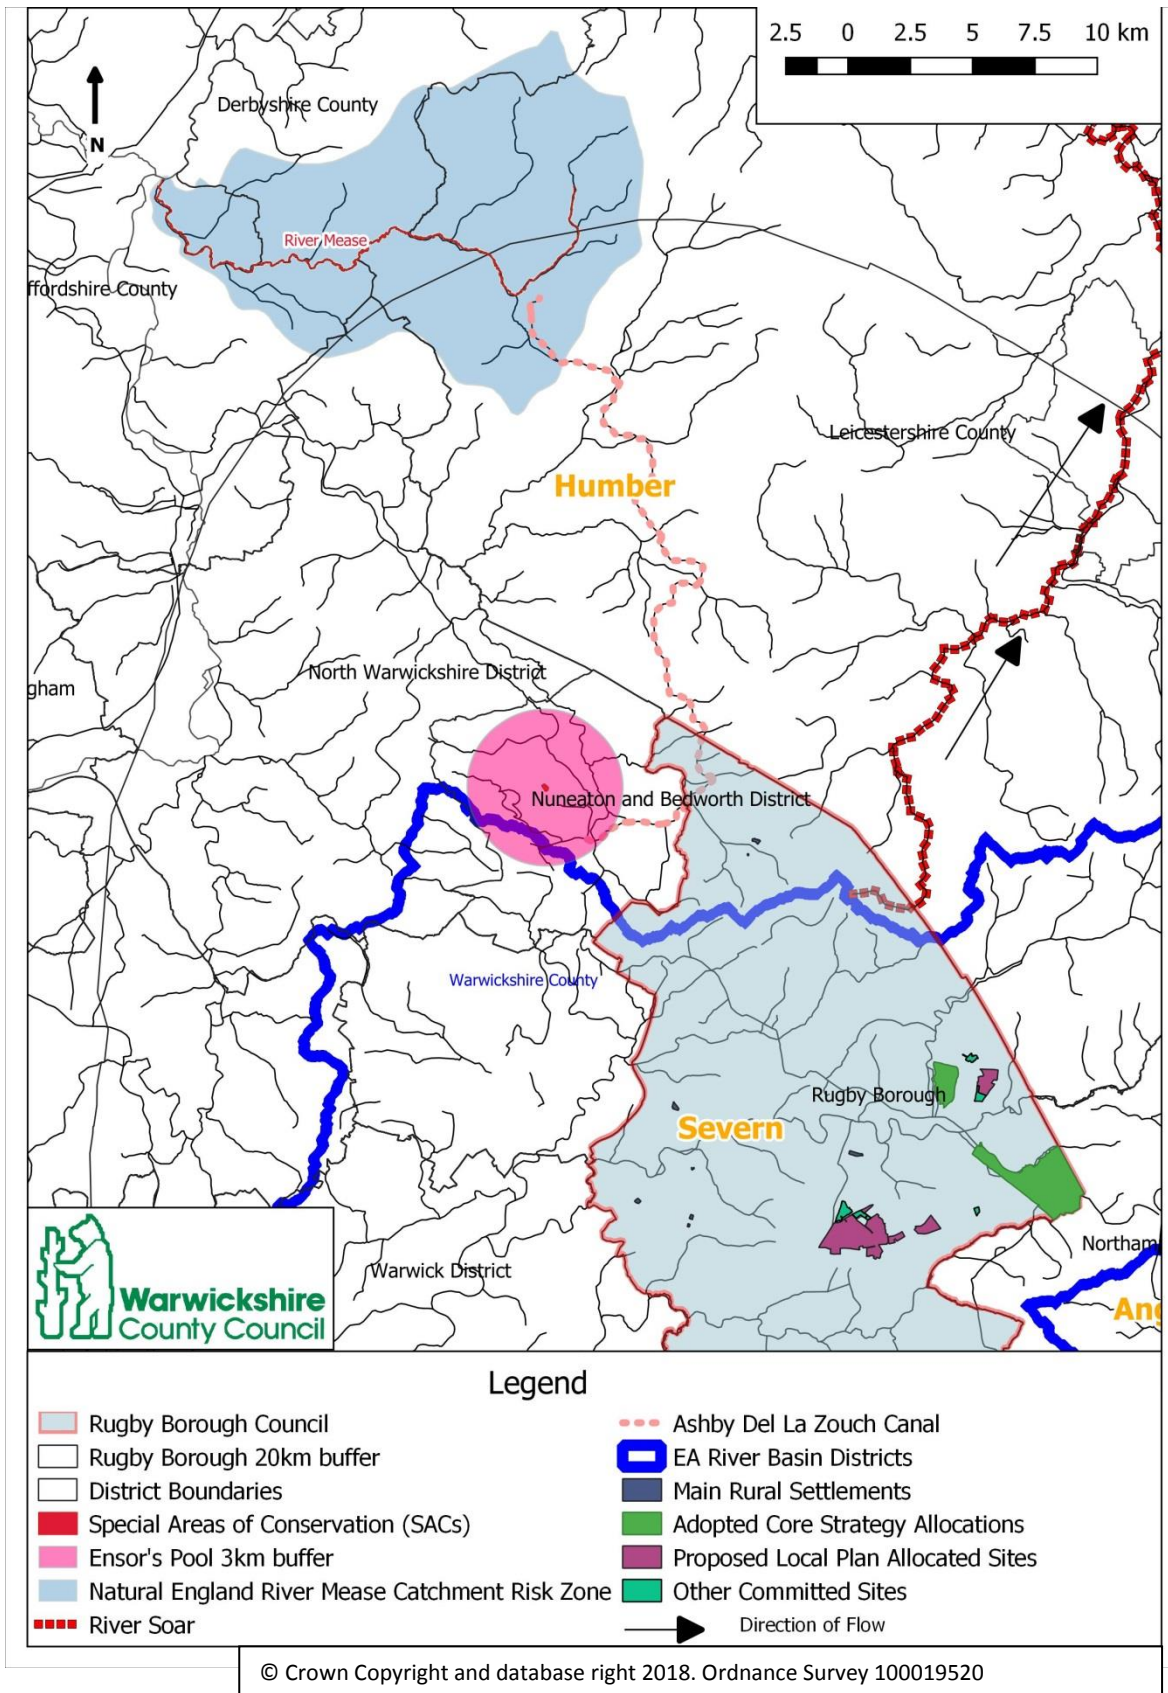 2.5 0 2.5 5 7.5 10 km
Derbyshire County
N
River Mease
ffordshire County
Leicestershire County
Humber
North Warwickshire District
gham
Nuneaton and Bedworth District
Warwickshire County
Rugby Borough
Severn
Northam
Warwick District
Ang
Warwickshire
County Council
Legend
Rugby Borough Council
Rugby Borough 20km buffer
District Boundaries
Special Areas of Conservation (SACs)
Ensor's Pool 3km buffer
Natural England River Mease Catchment Risk Zone
River Soar
Ashby Del La Zouch Canal
EA River Basin Districts
Main Rural Settlements
Adopted Core Strategy Allocations
Proposed Local Plan Allocated Sites
Other Committed Sites
Direction of Flow
© Crown Copyright and database right 2018. Ordnance Survey 100019520